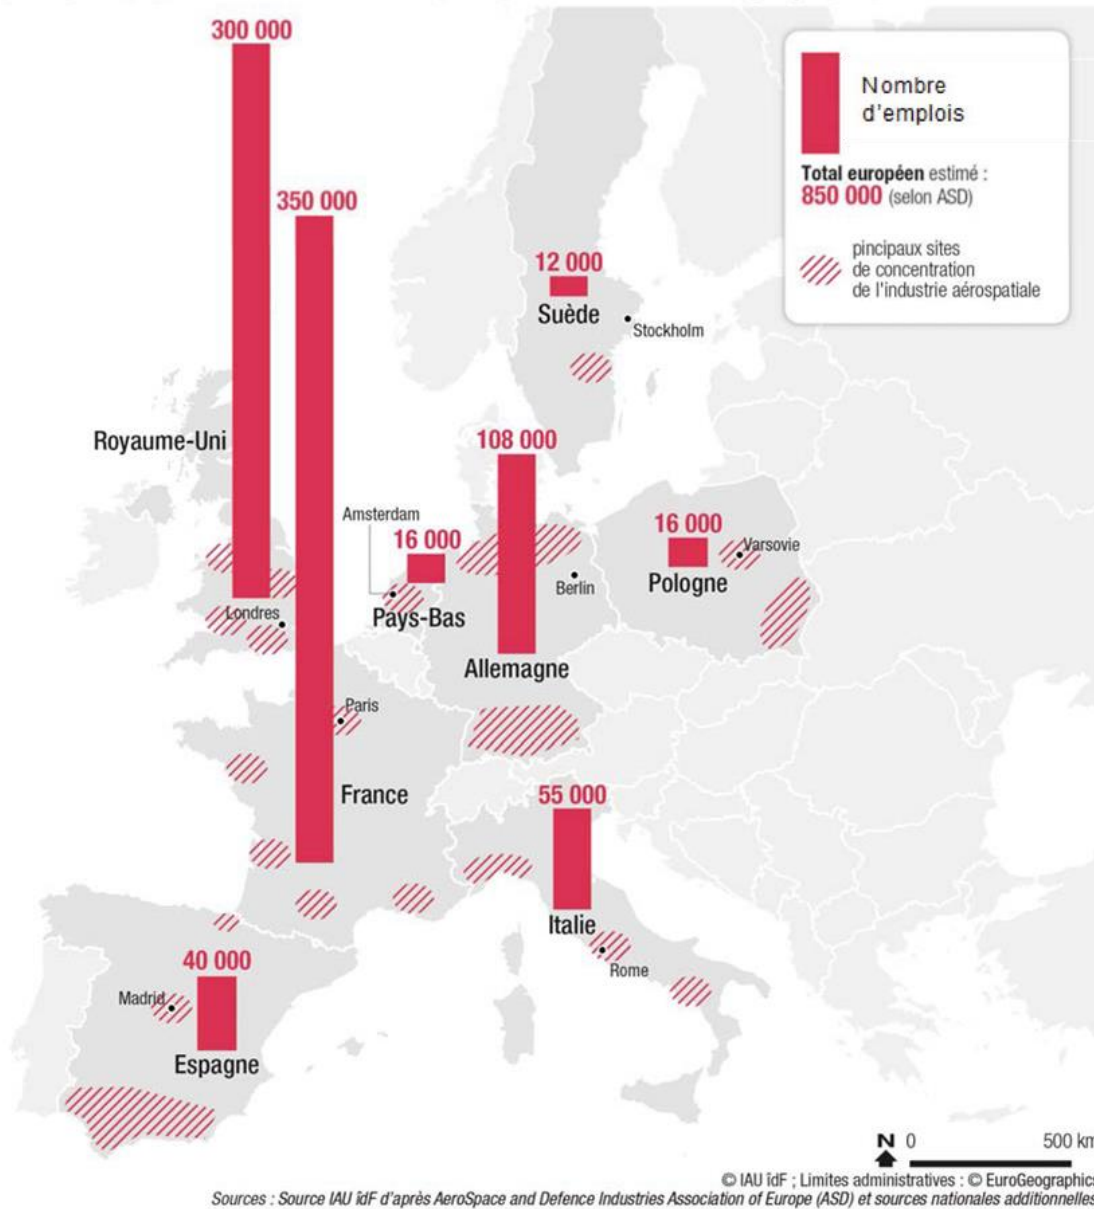 300 000
Nombre
d'emplois
Total européen estimé :
850 000 (selon ASD)
pincipaux sites
de concentration
de l'industrie aérospatiale
350 000
12 000
Suède
Stockholm
Royaume-Uni
108 000
Amsterdam
16 000
16 000
Varsovie
Berlin
Pologne
Londres
Pays-Bas
Allemagne
Paris
France
55 000
Italie
Rome
40 000
Madrid
Espagne
N 0 500 km
© IAU îdF ; Limites administratives : © EuroGeographics
Sources : Source IAU îdF d'après AeroSpace and Defence Industries Association of Europe (ASD) et sources nationales additionnelles